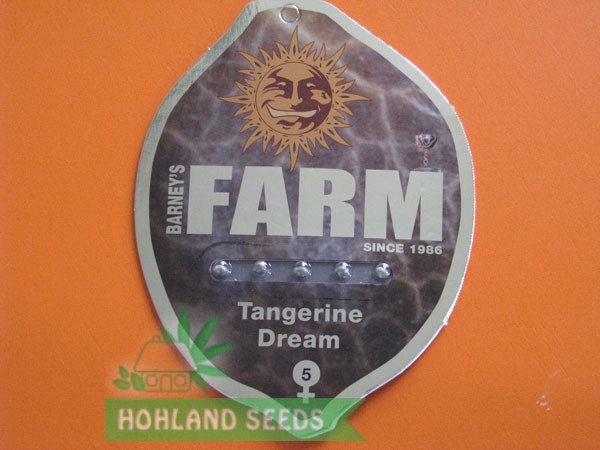 BARNEY'S
FARM
SINCE 1986
Tangerine
Dream
5
HOHLAND SEEDS